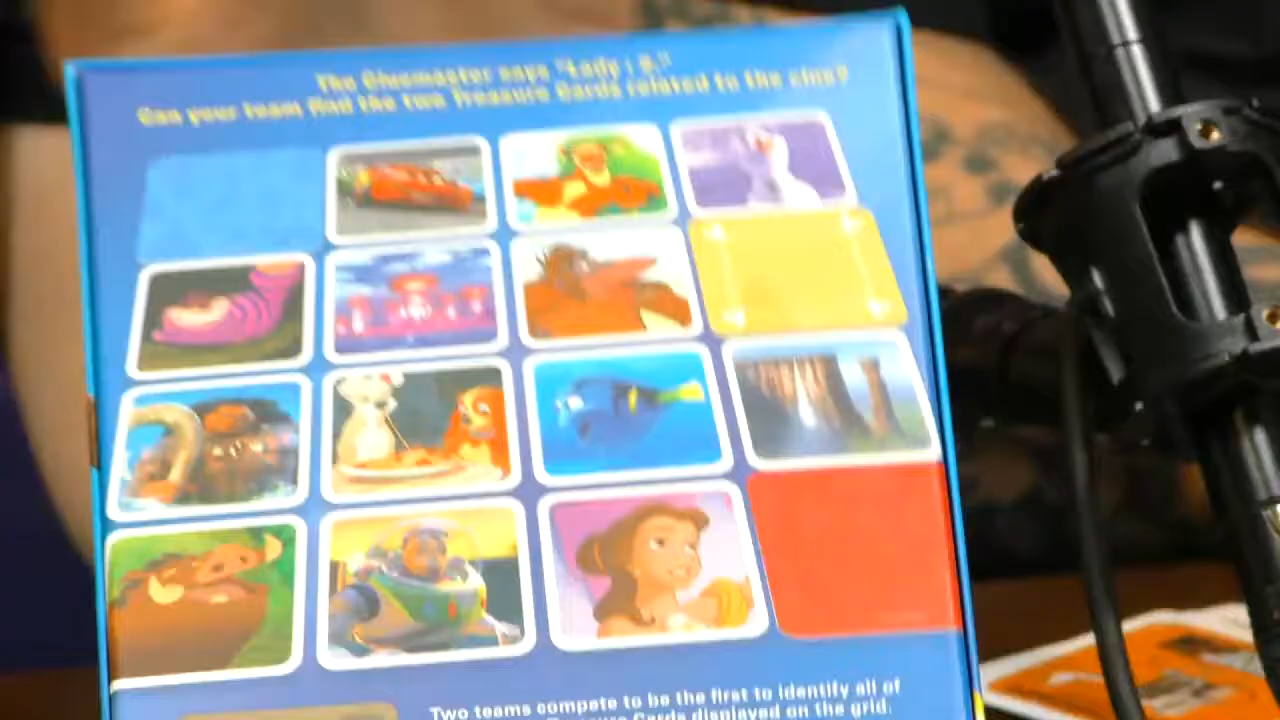 The Cluemaster says "Lady : 2."
Can your team find the two Treasure Cards related to the clue?
Two teams compete to be the first to identify all of
Treasure Cards displayed on the grid.